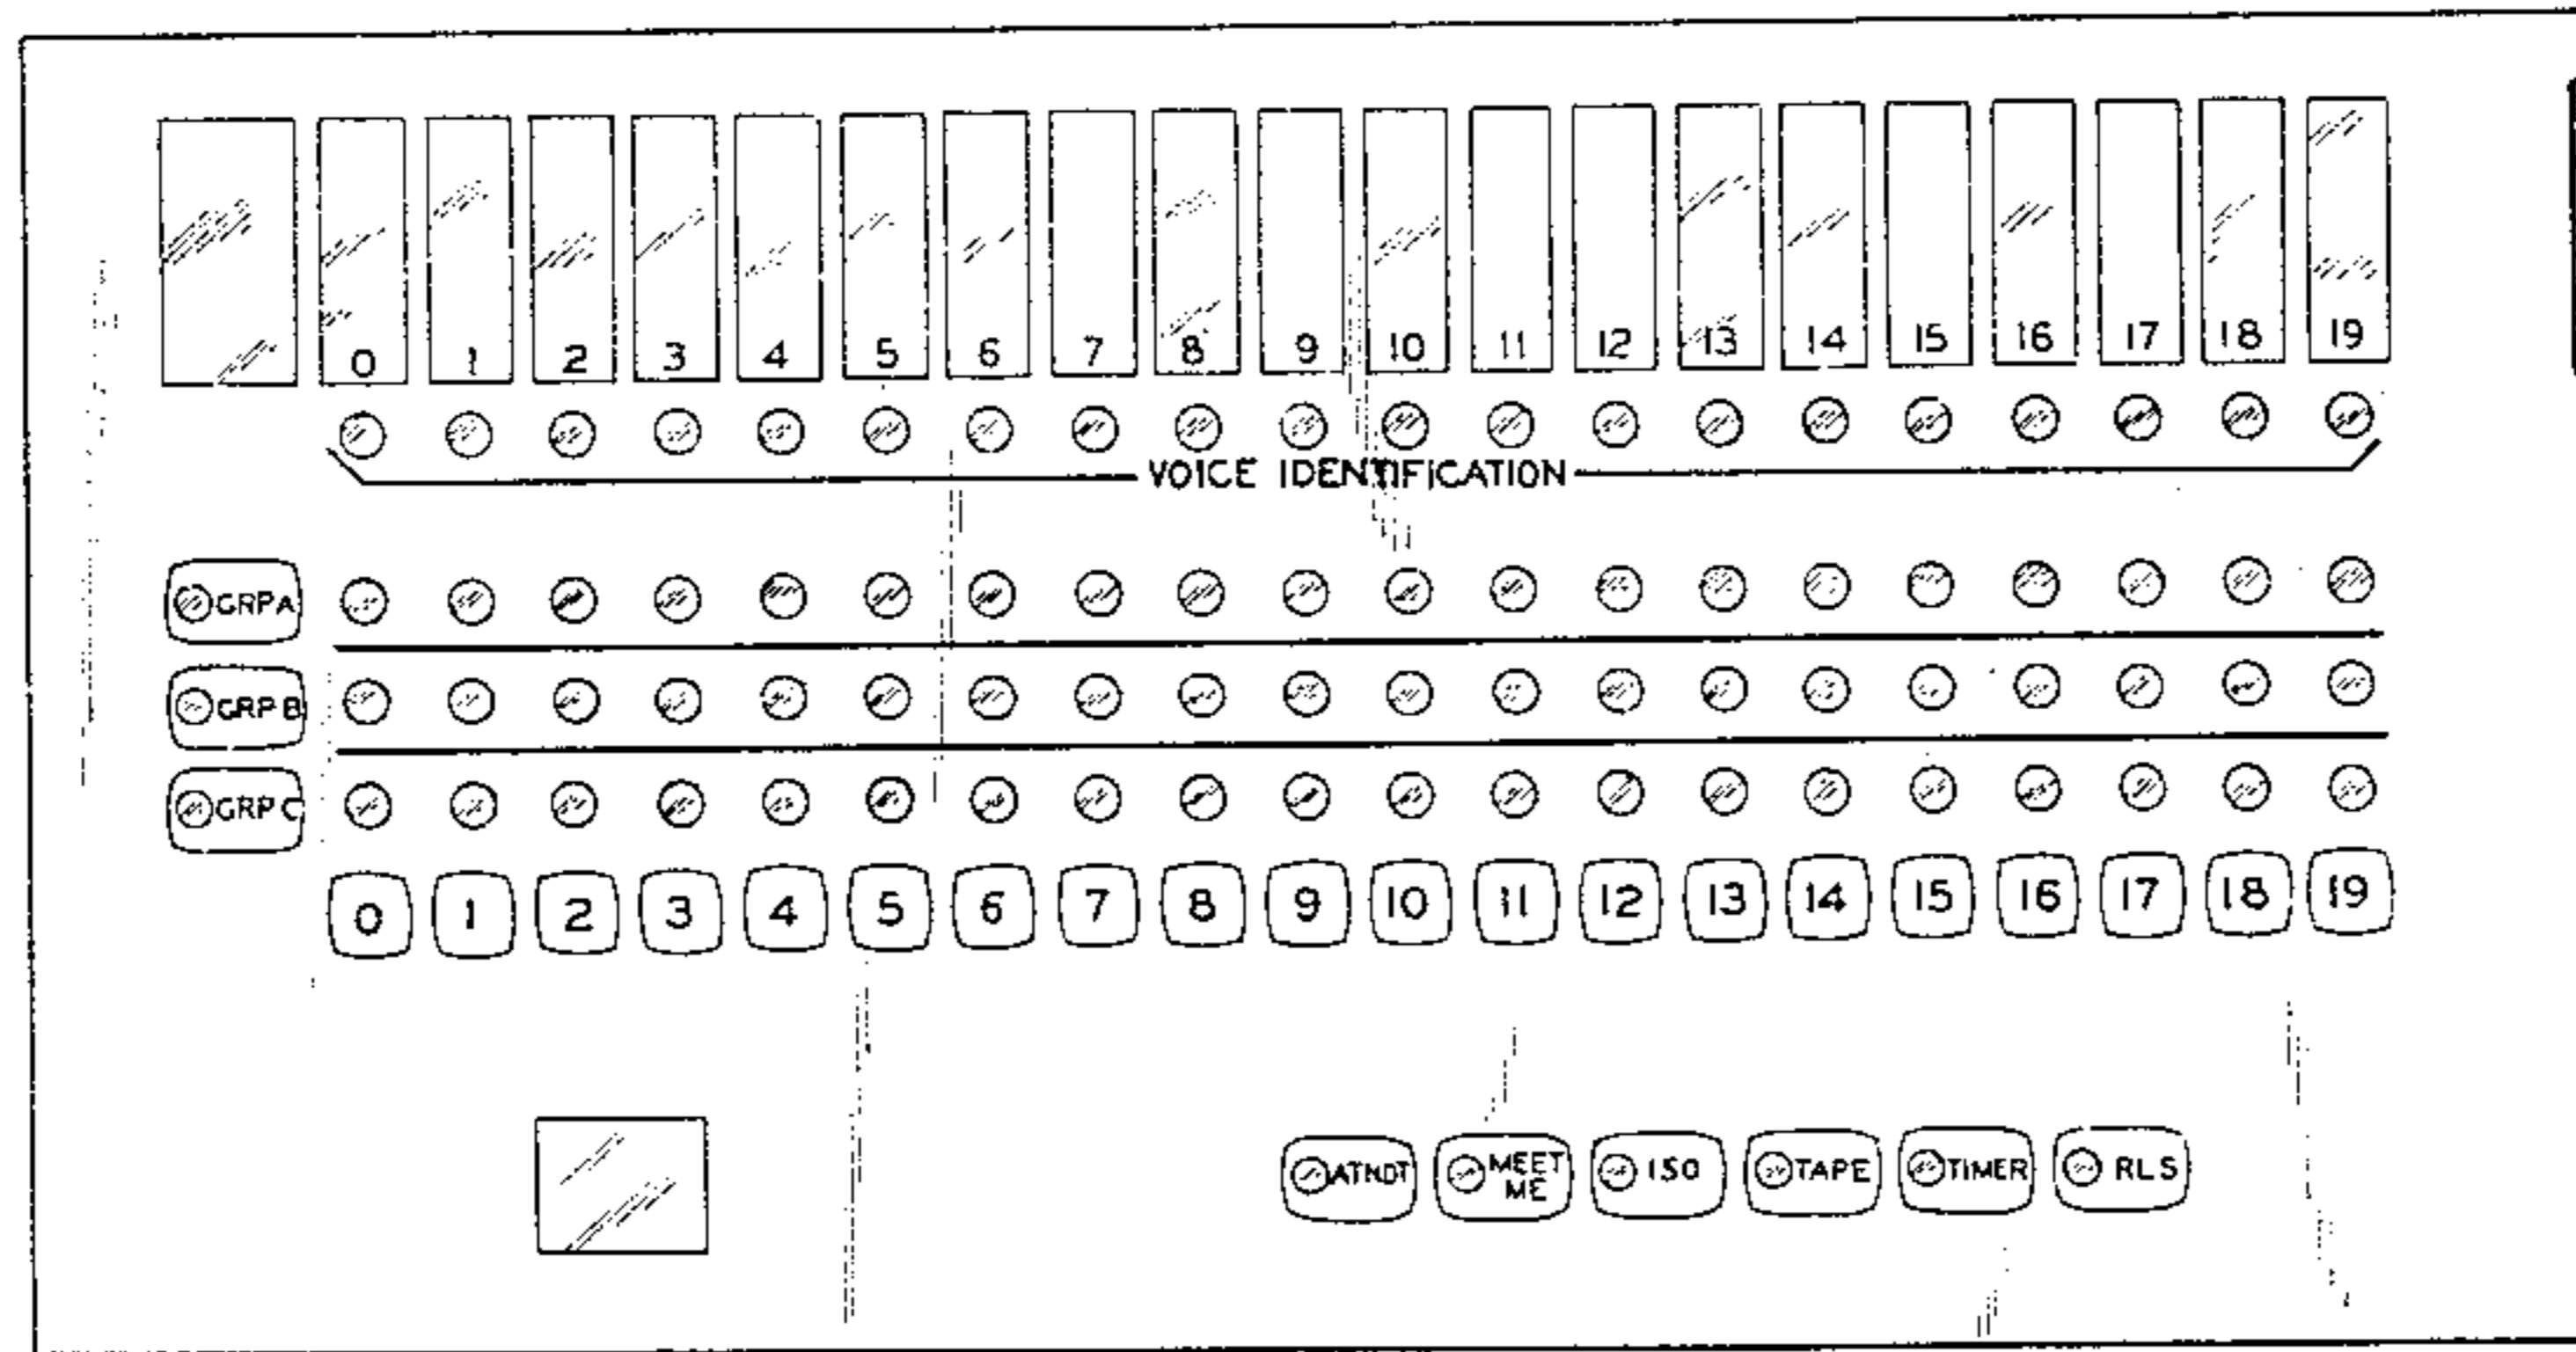 0 1 2 3 4 5 6 7 8 9 10 11 12 13 14 15 16 17 18 19
VOICE IDENTIFICATION
GRP A
GRP B
GRP C
0 1 2 3 4 5 6 7 8 9 10 11 12 13 14 15 16 17 18 19
ATNDT MEET ME ISO TAPE TIMER RLS